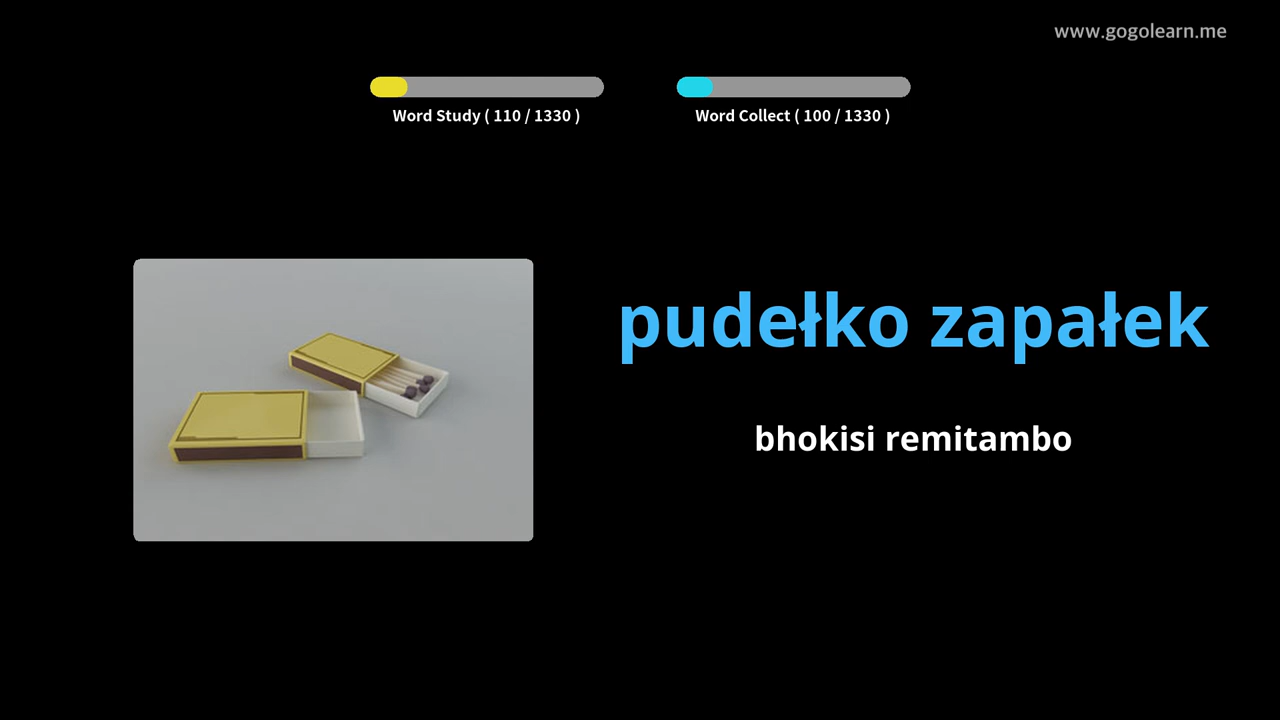 www.gogolearn.me
Word Study ( 110 / 1330 )
Word Collect ( 100 / 1330 )
pudełko zapałek
bhokisi remitambo